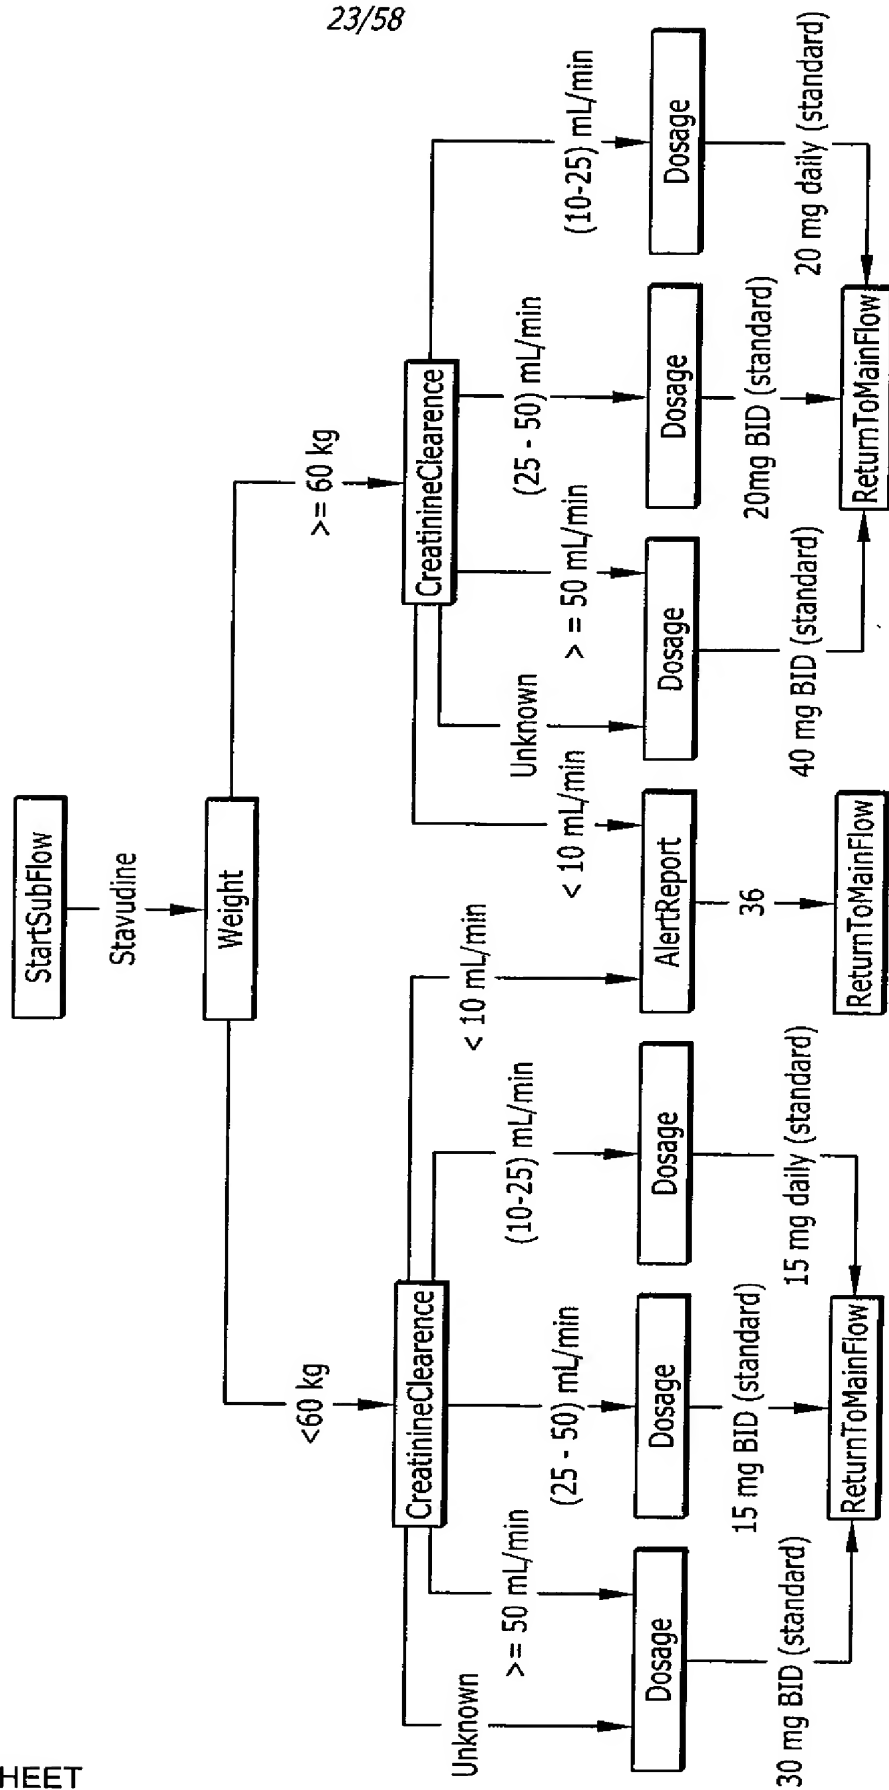 23/58
StartSubFlow
Stavudine
Weight
<60 kg
>= 60 kg
CreatinineClearence
CreatinineClearence
Unknown
>= 50 mL/min
(25 - 50) mL/min
(10-25) mL/min
< 10 mL/min
< 10 mL/min
Unknown
> = 50 mL/min
(25 - 50) mL/min
(10-25) mL/min
Dosage
Dosage
Dosage
AlertReport
Dosage
Dosage
Dosage
30 mg BID (standard)
15 mg BID (standard)
15 mg daily (standard)
36
40 mg BID (standard)
20mg BID (standard)
20 mg daily (standard)
ReturnToMainFlow
ReturnToMainFlow
ReturnToMainFlow
HEET